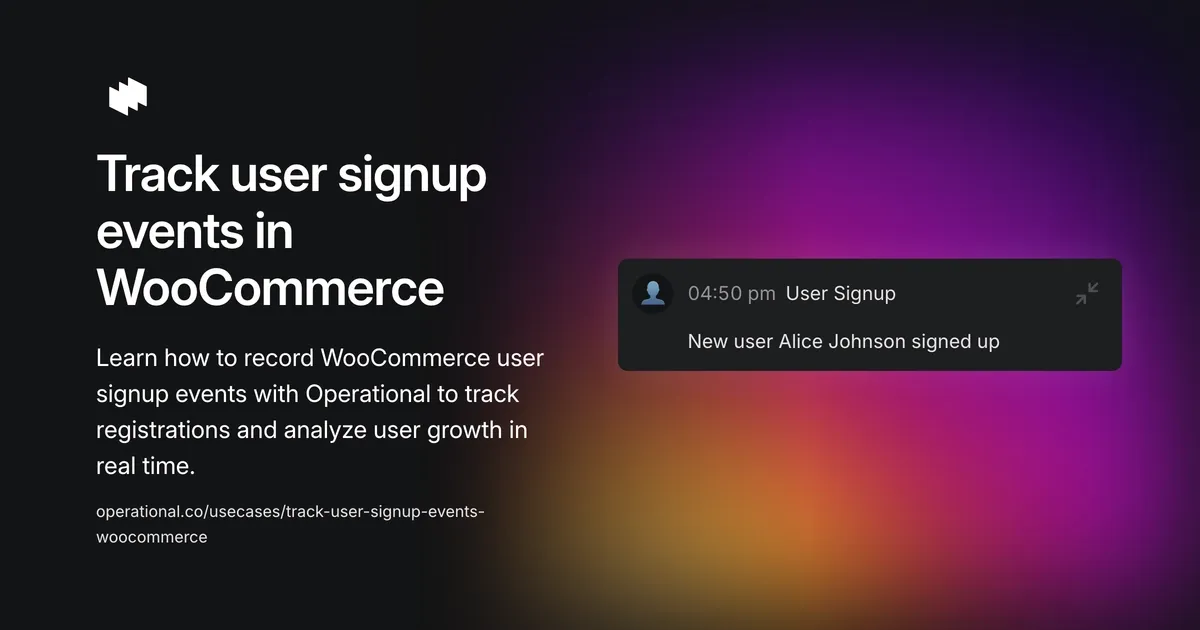 Track user signup
events in
WooCommerce
Learn how to record WooCommerce user
signup events with Operational to track
registrations and analyze user growth in
real time.
operational.co/usecases/track-user-signup-events-
woocommerce
04:50 pm User Signup
New user Alice Johnson signed up